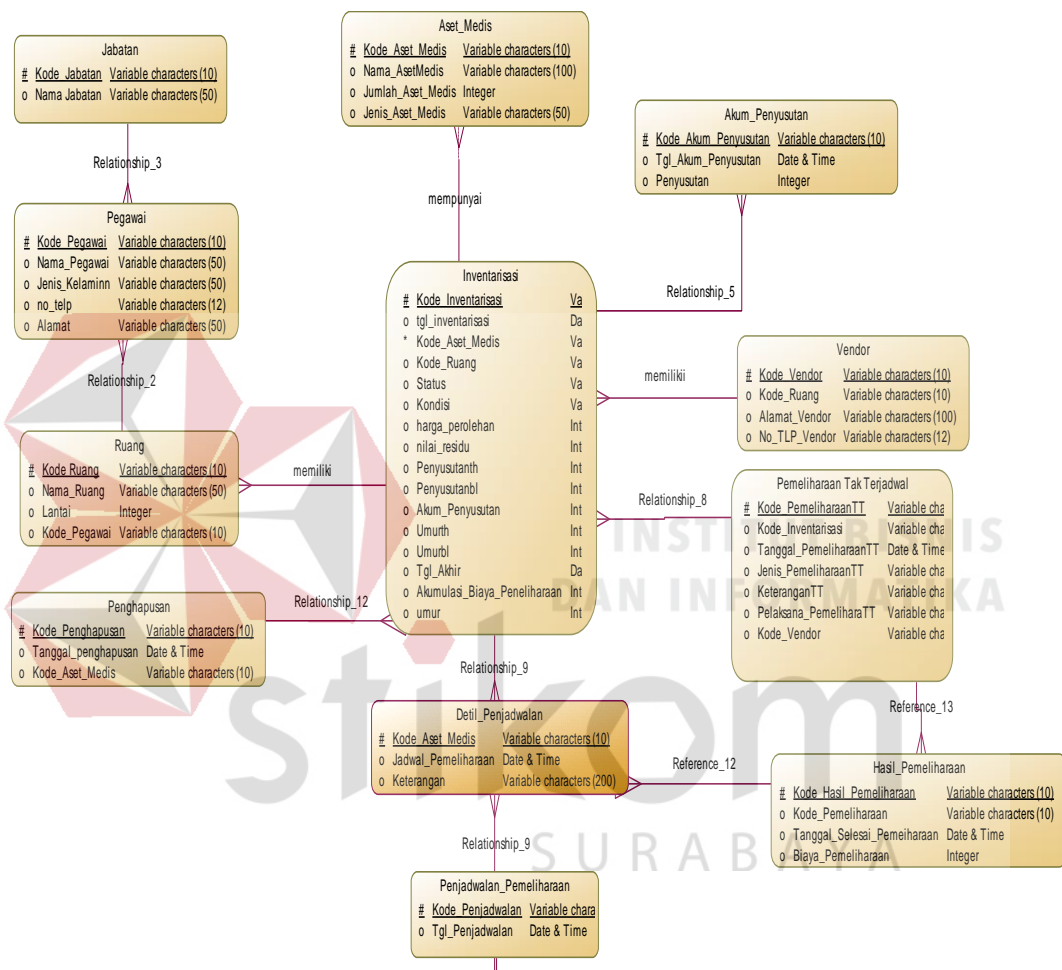 Jabatan
# Kode_Jabatan Variable characters (10)
o Nama Jabatan Variable characters (50)
Relationship_3
Pegawai
# Kode_Pegawai Variable characters (10)
o Nama_Pegawai Variable characters (50)
o Jenis_Kelaminn Variable characters (50)
o no_telp Variable characters (12)
o Alamat Variable characters (50)
Relationship_2
Ruang
# Kode Ruang Variable characters (10)
o Nama_Ruang Variable characters (50)
o Lantai Integer
o Kode_Pegawai Variable characters (10)
memiliki
Penghapusan
# Kode_Penghapusan Variable characters (10)
o Tanggal_penghapusan Date & Time
o Kode_Aset_Medis Variable characters (10)
Relationship_12
Aset_Medis
# Kode_Aset_Medis Variable characters (10)
o Nama_AsetMedis Variable characters (100)
o Jumlah_Aset_Medis Integer
o Jenis_Aset_Medis Variable characters (50)
mempunyai
Inventarisasi
# Kode_Inventarisasi Va
o tgl_inventarisasi Da
* Kode_Aset_Medis Va
o Kode_Ruang Va
o Status Va
o Kondisi Va
o harga_perolehan Int
o nilai_residu Int
o Penyusutanth Int
o Penyusutanbl Int
o Akum_Penyusutan Int
o Umurth Int
o Umurbl Int
o Tgl_Akhir Da
o Akumulasi_Biaya_Peneliharaan Int
o umur Int
Akum_Penyusutan
# Kode_Akum_Penyusutan Variable characters (10)
o Tgl_Akum_Penyusutan Date & Time
o Penyusutan Integer
Relationship_5
Vendor
# Kode_Vendor Variable characters (10)
o Kode_Ruang Variable characters (10)
o Alamat_Vendor Variable characters (100)
o No_TLP_Vendor Variable characters (12)
memilikii
Pemeliharaan TakTerjadwal
# Kode_PemeliharaanTT Variable cha
o Kode_Inventarisasi Variable cha
o Tanggal_PemeliharaanTT Date & Time
o Jenis_PemeliharaanTT Variable cha
o KeteranganTT Variable cha
o Pelaksana_PemeliharaTT Variable cha
o Kode_Vendor Variable cha
Relationship_8
Relationship_9
Detil_Penjadwalan
# Kode_Aset_Medis Variable characters (10)
o Jadwal_Pemeliharaan Date & Time
o Keterangan Variable characters (200)
Reference_12
Reference_13
Hasil_Pemeliharaan
# Kode_Hasil_Pemeliharaan Variable characters (10)
o Kode_Pemeliharaan Variable characters (10)
o Tanggal_Selesai_Pemeiharaan Date & Time
o Biaya_Pemeliharaan Integer
Relationship_9
Penjadwalan_Pemeliharaan
# Kode_Penjadwalan Variable chara
o Tgl_Penjadwalan Date & Time
INSTITUT BISNIS
DAN INFORMATIKA
stikom
SURABAYA